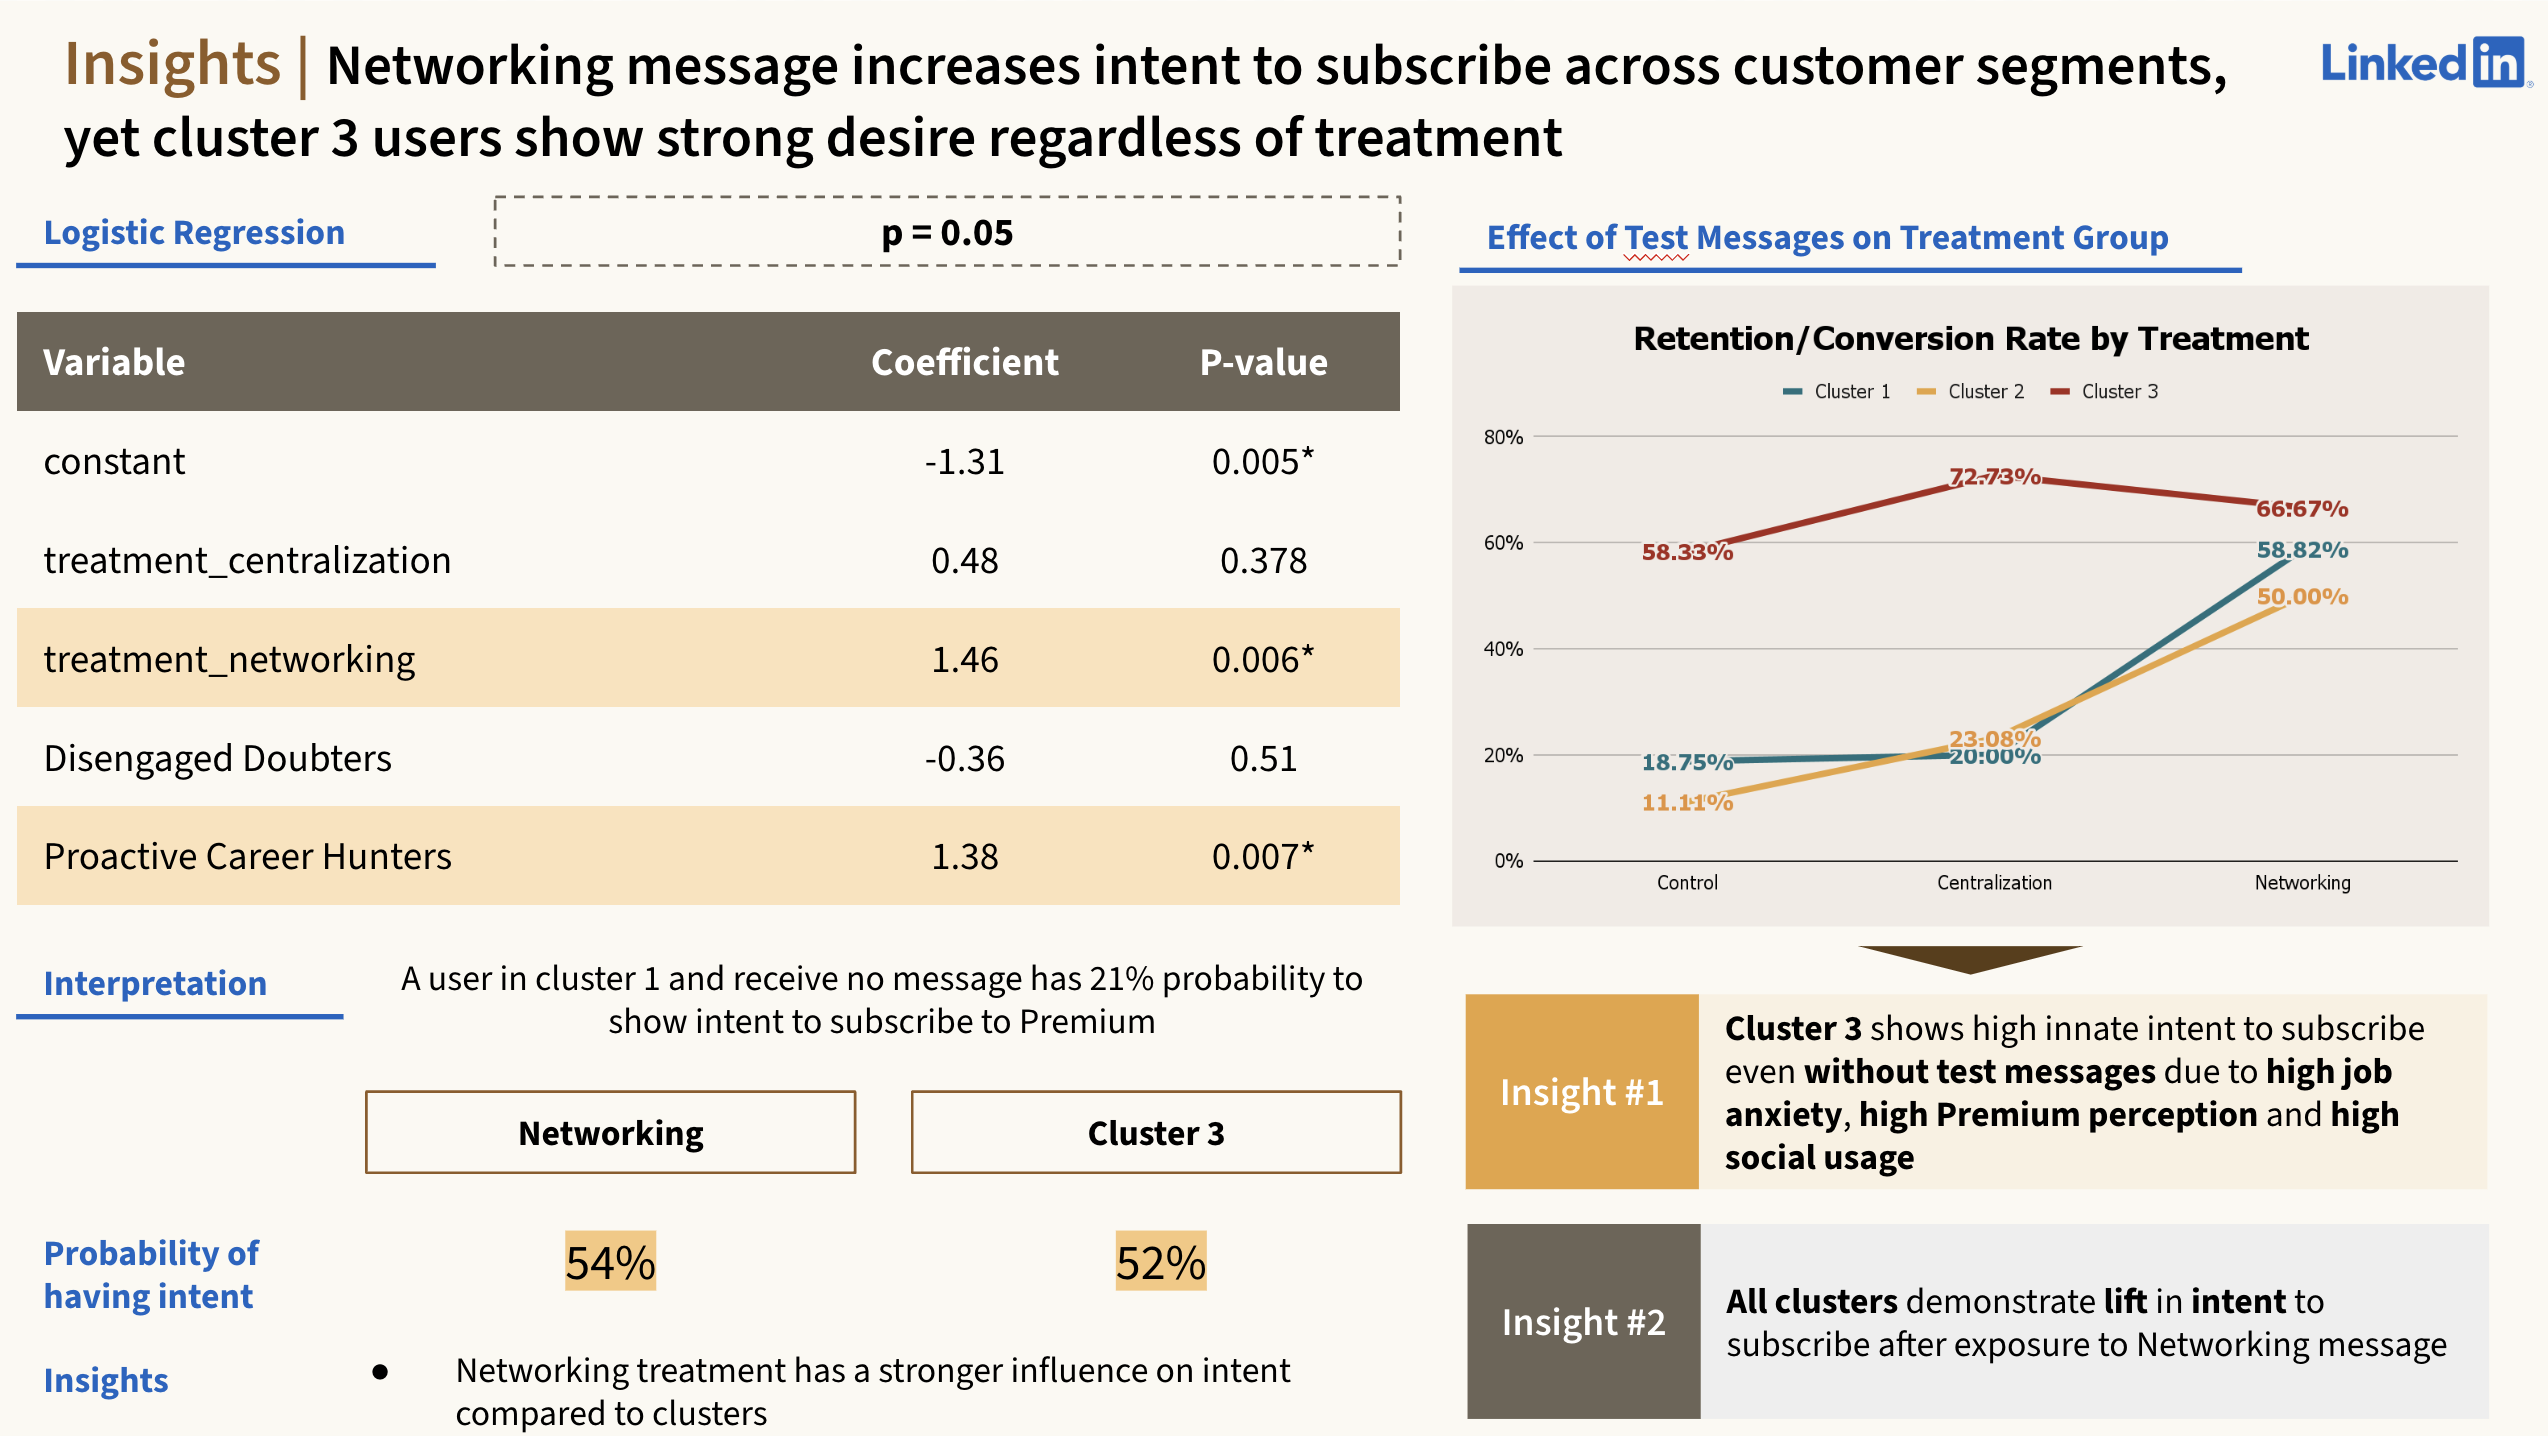 Insights | Networking message increases intent to subscribe across customer segments,
yet cluster 3 users show strong desire regardless of treatment
Linkedin®
Logistic Regression
p = 0.05
Variable Coefficient P-value
constant -1.31 0.005*
treatment_centralization 0.48 0.378
treatment_networking 1.46 0.006*
Disengaged Doubters -0.36 0.51
Proactive Career Hunters 1.38 0.007*
Interpretation
A user in cluster 1 and receive no message has 21% probability to
show intent to subscribe to Premium
Networking Cluster 3
Probability of
having intent
54% 52%
Insights
● Networking treatment has a stronger influence on intent
compared to clusters
Effect of Test Messages on Treatment Group
Retention/Conversion Rate by Treatment
Cluster 1 Cluster 2 Cluster 3
80%
60%
40%
20%
0%
58.33% 72.73% 66.67%
18.75% 20.00% 58.82%
11.11% 23.08% 50.00%
Control Centralization Networking
Insight #1
Cluster 3 shows high innate intent to subscribe
even without test messages due to high job
anxiety, high Premium perception and high
social usage
Insight #2
All clusters demonstrate lift in intent to
subscribe after exposure to Networking message